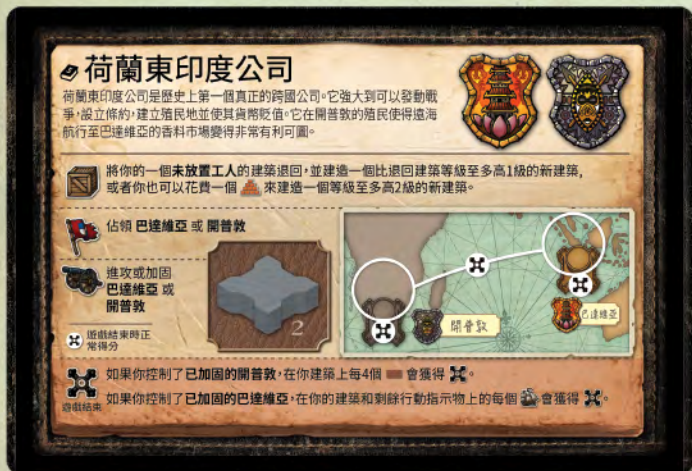 荷蘭東印度公司
荷蘭東印度公司是歷史上第一個真正的跨國公司。它強大到可以發動戰
爭,設立條約,建立殖民地並使其貨幣貶值。它在開普敦的殖民使得遠海
航行至巴達維亞的香料市場變得非常有利可圖。
將你的一個未放置工人的建築退回,並建造一個比退回建築等級至多高1級的新建築,
或者你也可以花費一個 來建造一個等級至多高2級的新建築。
佔領 巴達維亞 或 開普敦
進攻或加固
巴達維亞 或
開普敦
2
遊戲結束時正
常得分
開普敦
巴達維亞
如果你控制了已加固的開普敦,在你建築上每4個 會獲得 。
如果你控制了已加固的巴達維亞,在你的建築和剩餘行動指示物上的每個 會獲得 。
遊戲結束